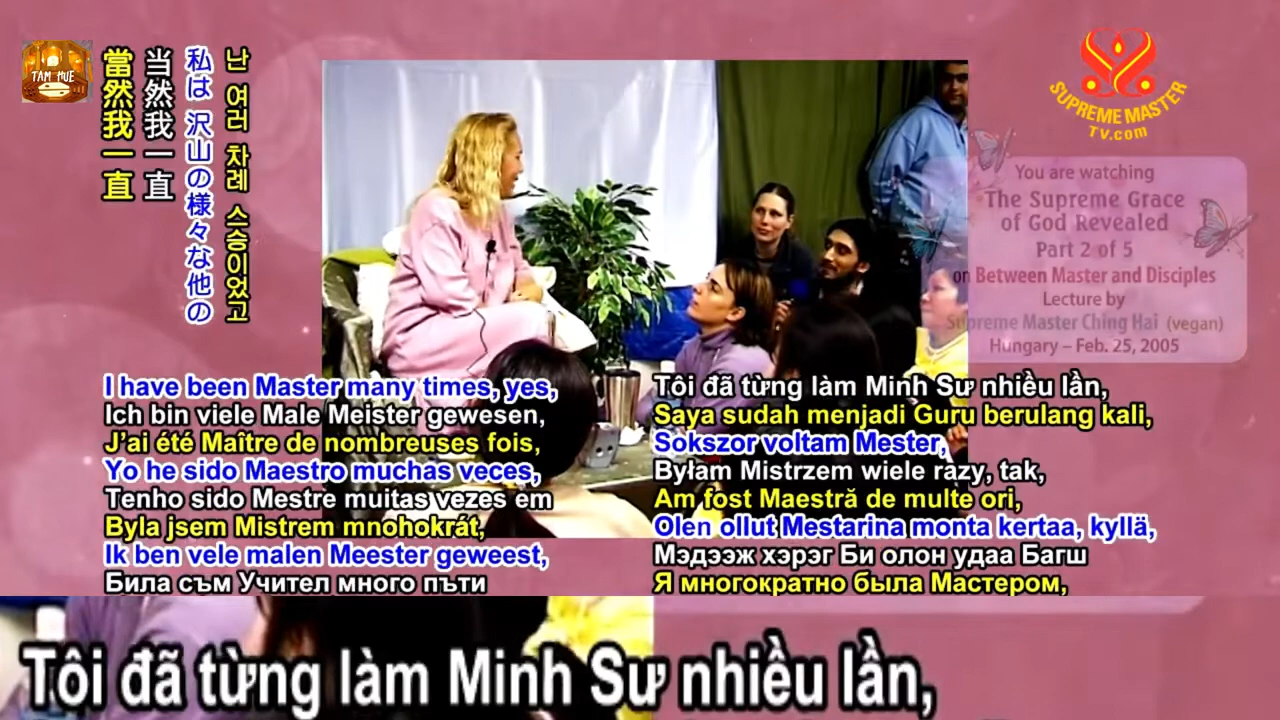 TAM HUE
當然我一直
当然我一直
私は 沢山の様々な他の
난 여러 차례 스승이었고
SUPREME MASTER
TV.com
You are watching
The Supreme Grace
of God Revealed
Part 2 of 5
on Between Master and Disciples
Lecture by
Supreme Master Ching Hai (vegan)
Hungary – Feb. 25, 2005
I have been Master many times, yes,
Ich bin viele Male Meister gewesen,
J'ai été Maître de nombreuses fois,
Yo he sido Maestro muchas veces,
Tenho sido Mestre muitas vezes em
Byla jsem Mistrem mnohokrát,
Ik ben vele malen Meester geweest,
Била съм Учител много пъти
Tôi đã từng làm Minh Sư nhiều lần,
Saya sudah menjadi Guru berulang kali,
Sokszor voltam Mester,
Byłam Mistrzem wiele razy, tak,
Am fost Maestră de multe ori,
Olen ollut Mestarina monta kertaa, kyllä,
Мэдээж хэрэг Би олон удаа Багш
Я многократно была Мастером,
Tôi đã từng làm Minh Sư nhiều lần,